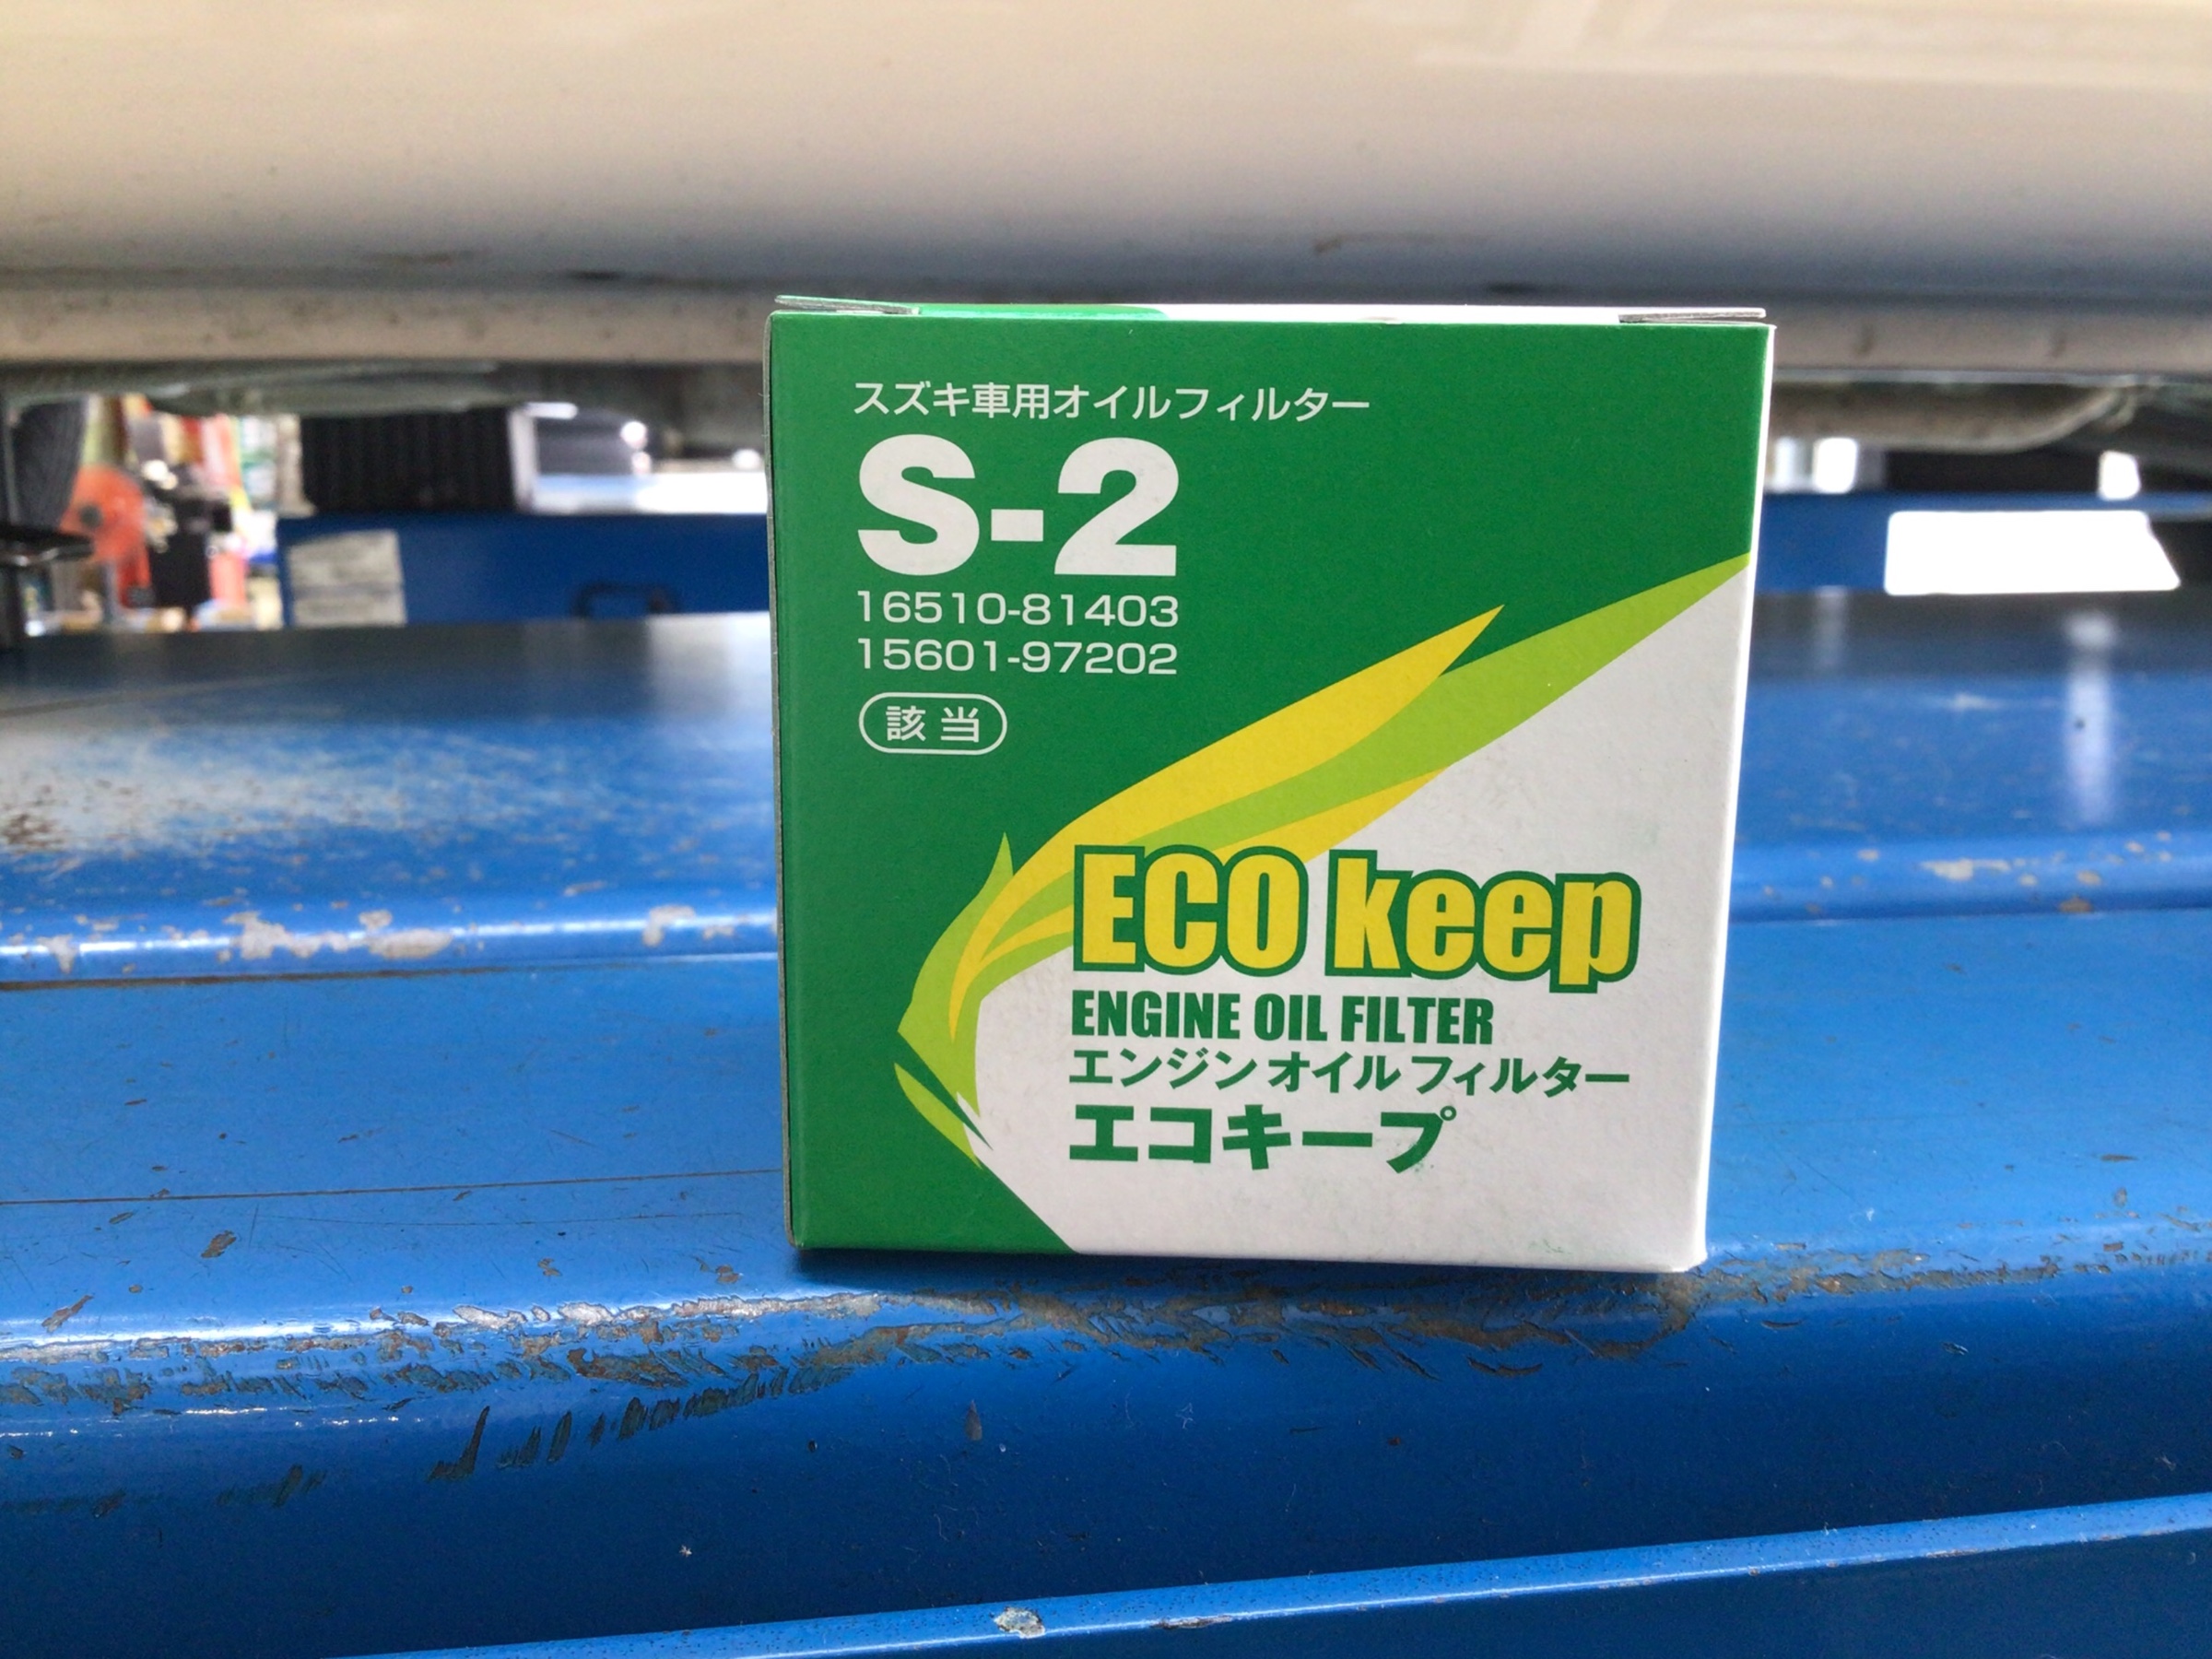 スズキ車用オイルフィルター
S-2
16510-81403
15601-97202
該当
ECO keep
ENGINE OIL FILTER
エンジンオイルフィルター
エコキープ